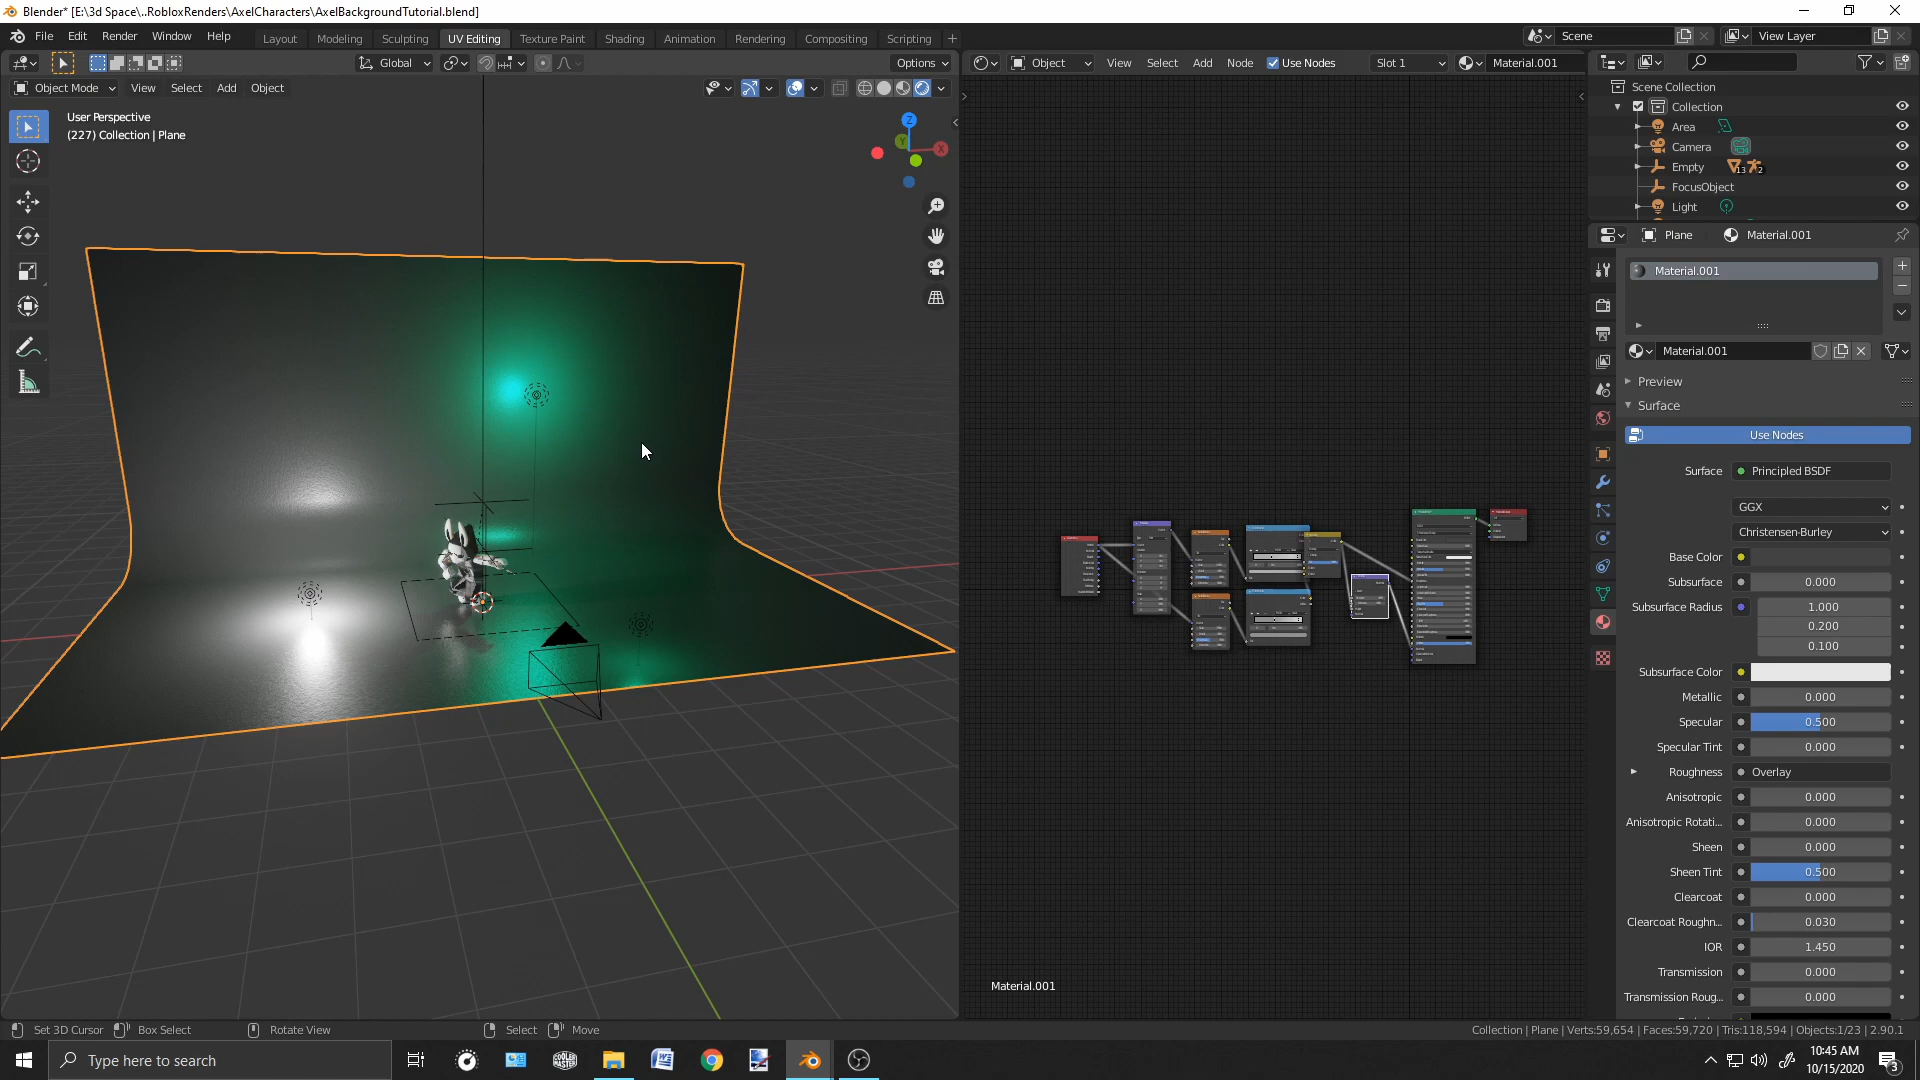 Blender* [E:\3d Space\..RobloxRenders\AxelCharacters\AxelBackgroundTutorial.blend]
File Edit Render Window Help Layout Modeling Sculpting UV Editing Texture Paint Shading Animation Rendering Compositing Scripting + Scene View Layer
Global Options Object View Select Add Node Use Nodes Slot 1 Material.001
Object Mode View Select Add Object
User Perspective
(227) Collection | Plane
Z
Y
X
Scene Collection
Collection
Area
Camera
Empty 13 2
FocusObject
Light
Plane Material.001
Material.001
Material.001
Preview
Surface
Use Nodes
Surface Principled BSDF
GGX
Christensen-Burley
Base Color
Subsurface 0.000
Subsurface Radius 1.000
0.200
0.100
Subsurface Color
Metallic 0.000
Specular 0.500
Specular Tint 0.000
Roughness Overlay
Anisotropic 0.000
Anisotropic Rotati... 0.000
Sheen 0.000
Sheen Tint 0.500
Clearcoat 0.000
Clearcoat Roughn... 0.030
IOR 1.450
Transmission 0.000
Transmission Roug... 0.000
Material.001
Set 3D Cursor Box Select Rotate View Select Move Collection | Plane | Verts:59,654 | Faces:59,720 | Tris:118,594 | Objects:1/23 | 2.90.1
Type here to search
COOLER MASTER
10:45 AM
10/15/2020
3